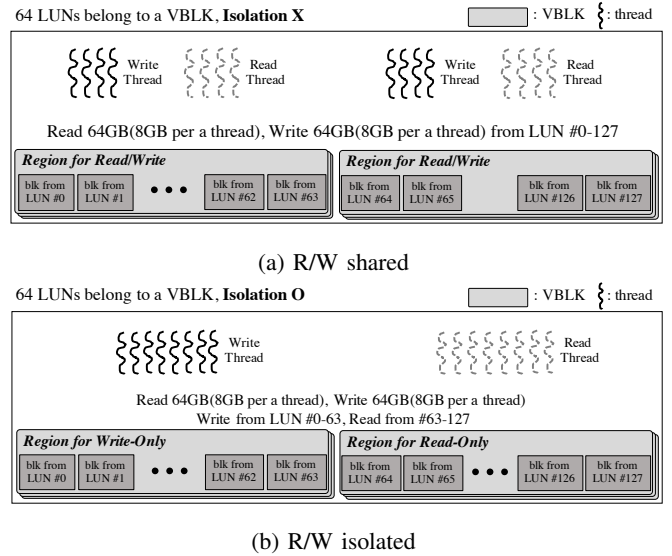 64 LUNs belong to a VBLK, Isolation X
: VBLK
: thread
Write
Thread
Read
Thread
Write
Thread
Read
Thread
Read 64GB(8GB per a thread), Write 64GB(8GB per a thread) from LUN #0-127
Region for Read/Write
blk from
LUN #0
blk from
LUN #1
• • •
blk from
LUN #62
blk from
LUN #63
Region for Read/Write
blk from
LUN #64
blk from
LUN #65
blk from
LUN #126
blk from
LUN #127
(a) R/W shared
64 LUNs belong to a VBLK, Isolation O
: VBLK
: thread
Write
Thread
Read
Thread
Read 64GB(8GB per a thread), Write 64GB(8GB per a thread)
Write from LUN #0-63, Read from #63-127
Region for Write-Only
blk from
LUN #0
blk from
LUN #1
• • •
blk from
LUN #62
blk from
LUN #63
Region for Read-Only
blk from
LUN #64
blk from
LUN #65
• • •
blk from
LUN #126
blk from
LUN #127
(b) R/W isolated